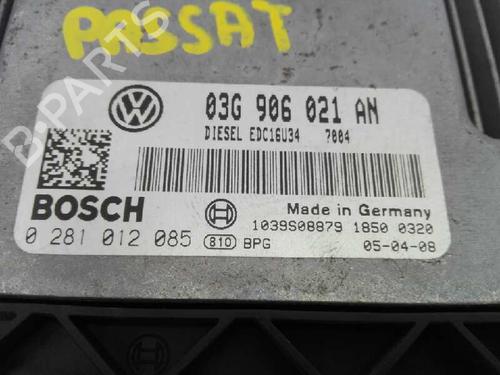 PASSAT
03G 906 021 AN
DIESEL EDC16U34 7004
BOSCH
Made in Germany
1039S08879 1850 0320
0 281 012 085 810 BPG
05-04-08
B-PARTS